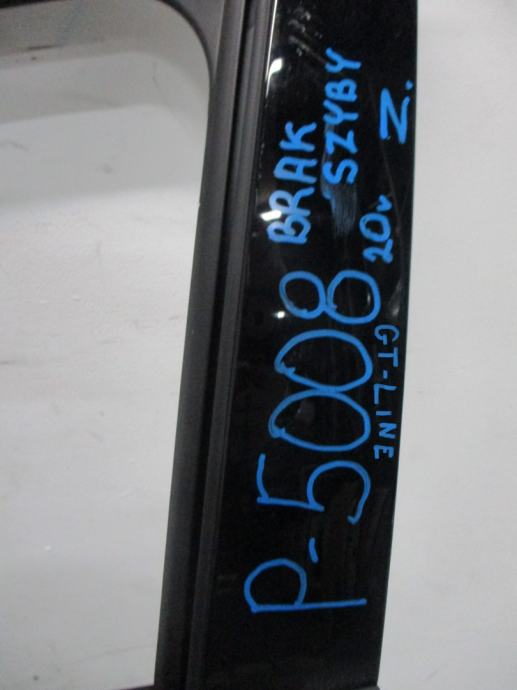 BRAK
SZYBY
P-5008 20r Z.
GT-LINE